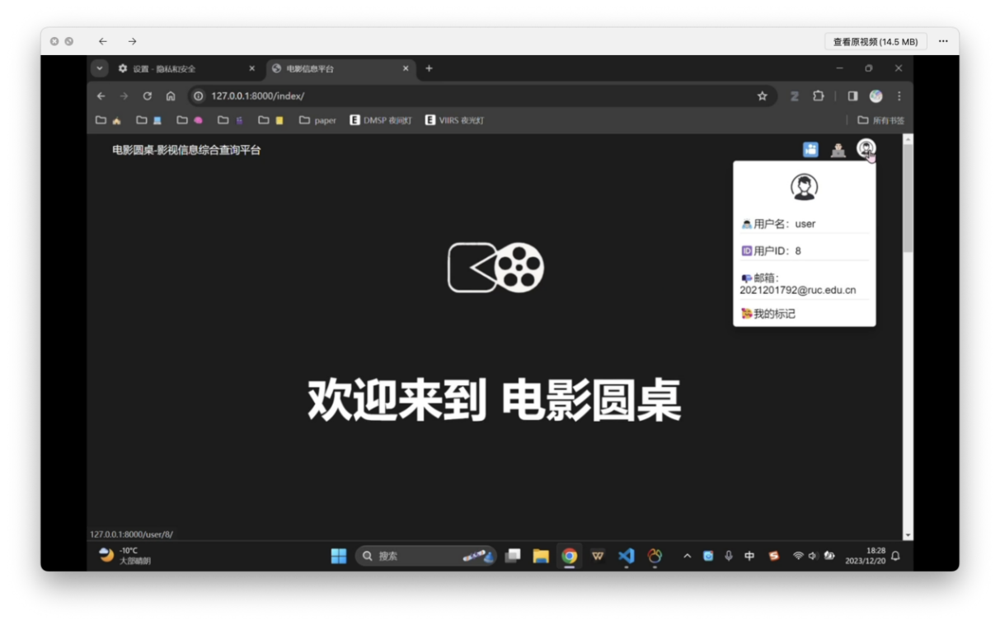 查看原视频 (14.5 MB)
设置 - 隐私和安全
电影信息平台
127.0.0.1:8000/index/
paper
DMSP 夜间灯
VIIRS 夜光灯
所有书签
电影圆桌-影视信息综合查询平台
用户名：user
用户ID：8
邮箱：
2021201792@ruc.edu.cn
我的标记
欢迎来到 电影圆桌
127.0.0.1:8000/user/8/
-10°C
大部晴朗
搜索
中
18:28
2023/12/20